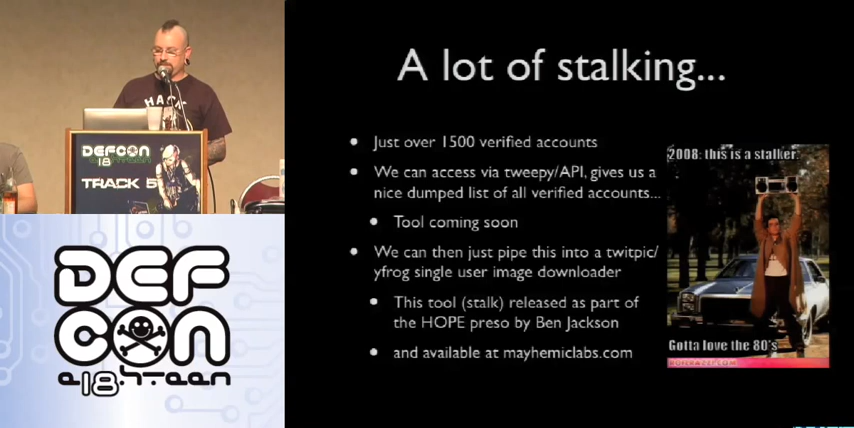 HACK
DEFCON
18
TRACK 5
DEF
CON
e18hteen
A lot of stalking...
Just over 1500 verified accounts
We can access via tweepy/API, gives us a
nice dumped list of all verified accounts...
Tool coming soon
We can then just pipe this into a twitpic/
yfrog single user image downloader
This tool (stalk) released as part of
the HOPE preso by Ben Jackson
and available at mayhemiclabs.com
2008: this is a stalker.
Gotta love the 80's